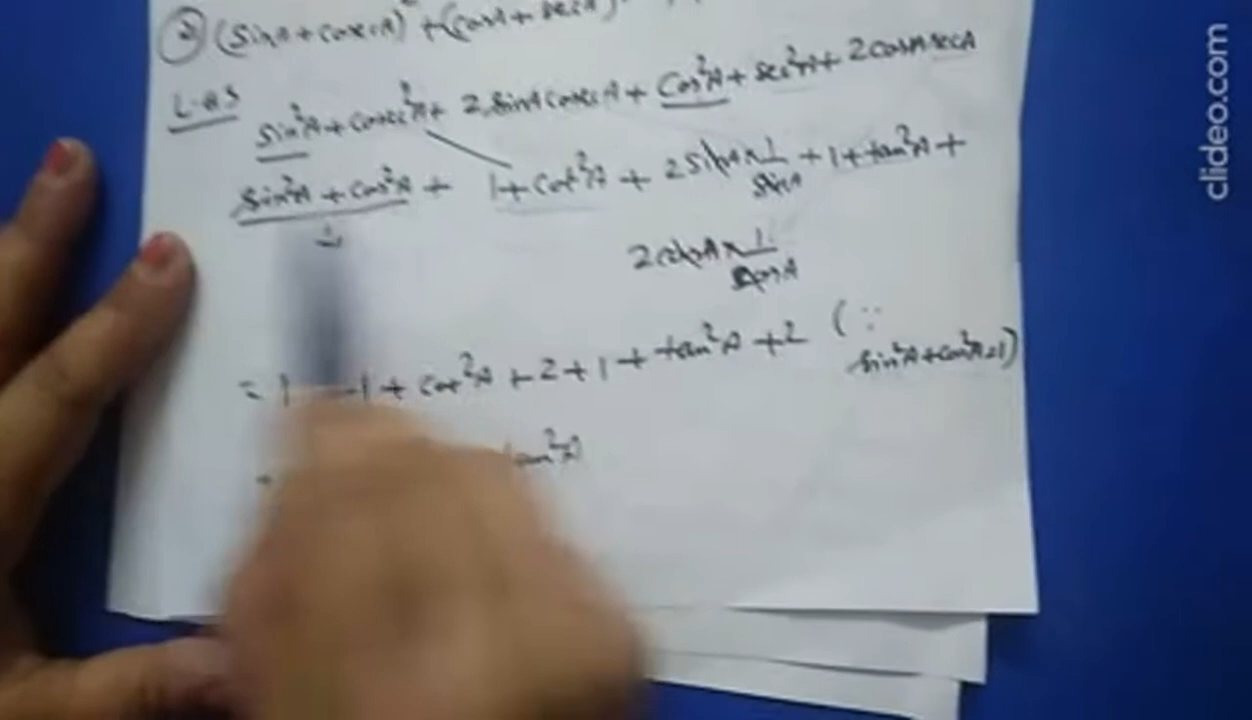 ② (sinA + cosecA)² + (cosA + secA)²
L.H.S
sin²A + cosec²A + 2 sinA cosecA + cos²A + sec²A + 2 cosA secA
sin²A + cos²A + 1 + cot²A + 2 sinA × 1/sinA + 1 + tan²A +
1
2 cosA × 1/cosA
= 1 + 1 + cot²A + 2 + 1 + tan²A + 2 (∵ sin²A + cos²A = 1)
= tan²A
clideo.com